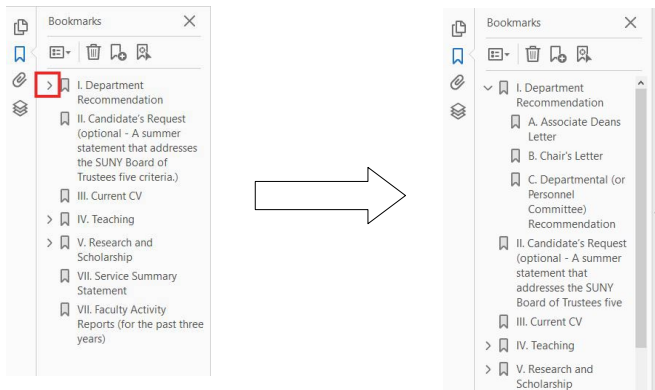 Bookmarks
I. Department
Recommendation
II. Candidate's Request
(optional - A summer
statement that addresses
the SUNY Board of
Trustees five criteria.)
III. Current CV
IV. Teaching
V. Research and
Scholarship
VII. Service Summary
Statement
VII. Faculty Activity
Reports (for the past three
years)
Bookmarks
I. Department
Recommendation
A. Associate Deans
Letter
B. Chair's Letter
C. Departmental (or
Personnel
Committee)
Recommendation
II. Candidate's Request
(optional - A summer
statement that
addresses the SUNY
Board of Trustees five
III. Current CV
IV. Teaching
V. Research and
Scholarship